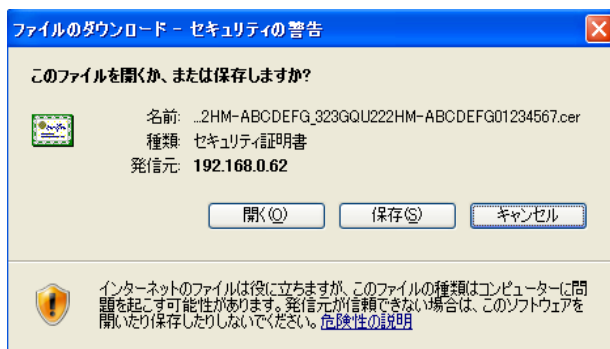 ファイルのダウンロード - セキュリティの警告
このファイルを開くか、または保存しますか?
名前: ...2HM-ABCDEFG_323GQU222HM-ABCDEFG01234567.cer
種類: セキュリティ証明書
発信元: 192.168.0.62
開く(O) 保存(S) キャンセル
インターネットのファイルは役に立ちますが、このファイルの種類はコンピューターに問
題を起こす可能性があります。発信元が信頼できない場合は、このソフトウェアを
開いたり保存したりしないでください。危険性の説明